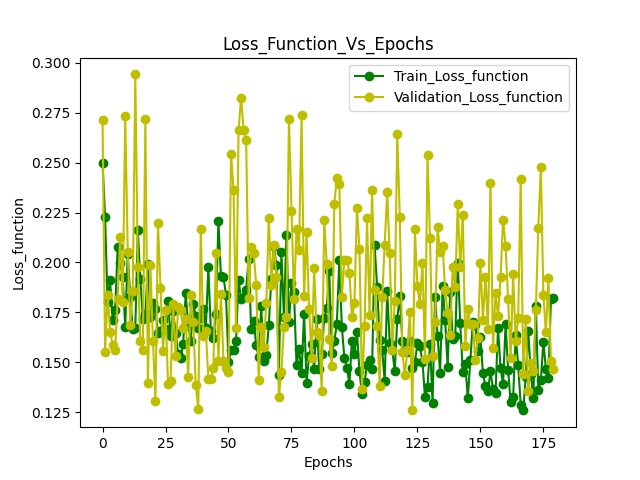 Loss_Function_Vs_Epochs
Train_Loss_function
Validation_Loss_function
Loss_function
0.300
0.275
0.250
0.225
0.200
0.175
0.150
0.125
0 25 50 75 100 125 150 175
Epochs